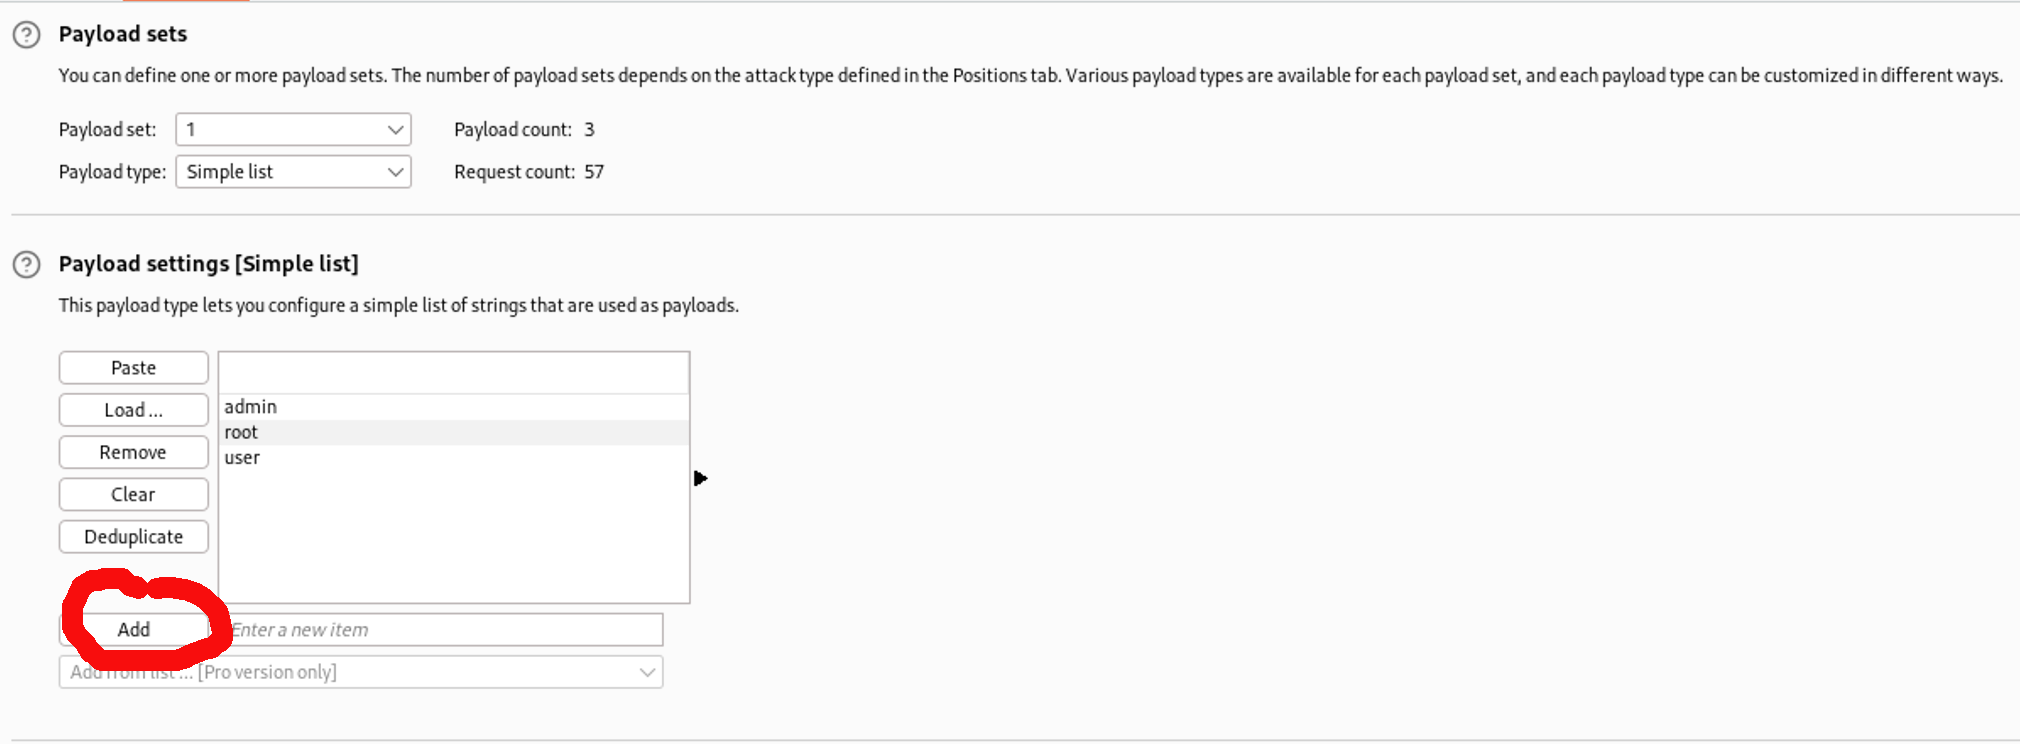 Payload sets
You can define one or more payload sets. The number of payload sets depends on the attack type defined in the Positions tab. Various payload types are available for each payload set, and each payload type can be customized in different ways.
Payload set: 1 Payload count: 3
Payload type: Simple list Request count: 57
Payload settings [Simple list]
This payload type lets you configure a simple list of strings that are used as payloads.
Paste
Load ...
Remove
Clear
Deduplicate
admin
root
user
Add Enter a new item
Add from list ... [Pro version only]